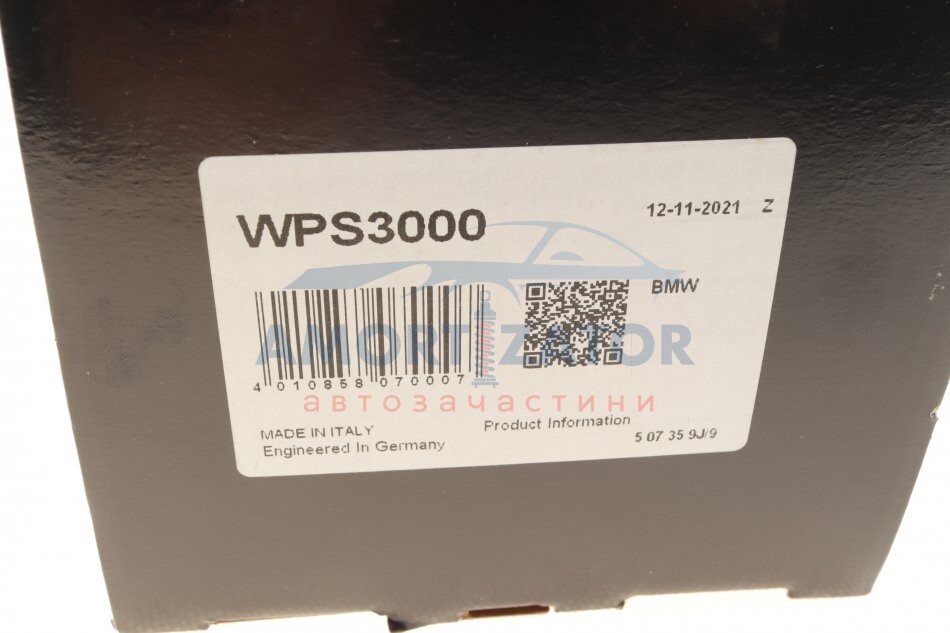 WPS3000
12-11-2021 Z
BMW
AMORTIZATOR
4 010858 070007
автозачастини
MADE IN ITALY
Engineered In Germany
Product Information
5 07 35 9J/9